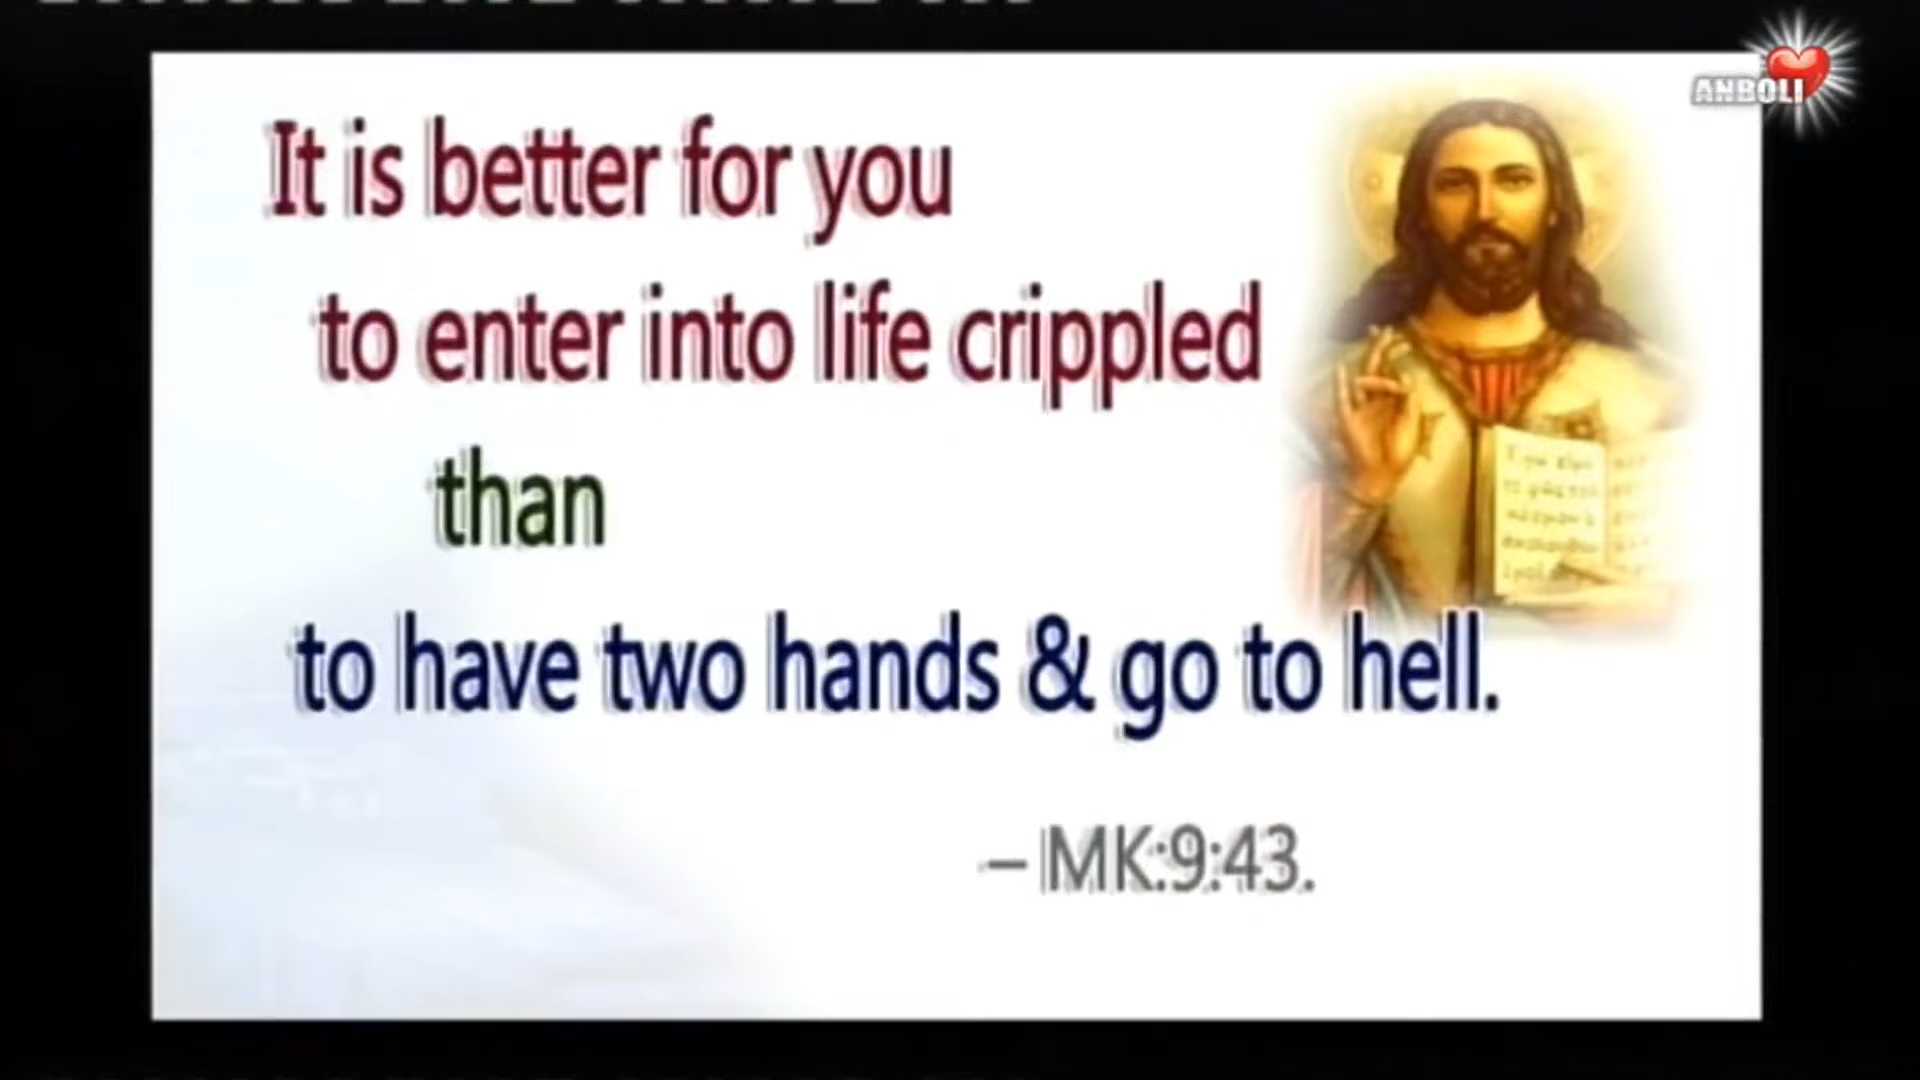 ANBOLI
It is better for you
to enter into life crippled
than
to have two hands & go to hell.
– MK:9:43.